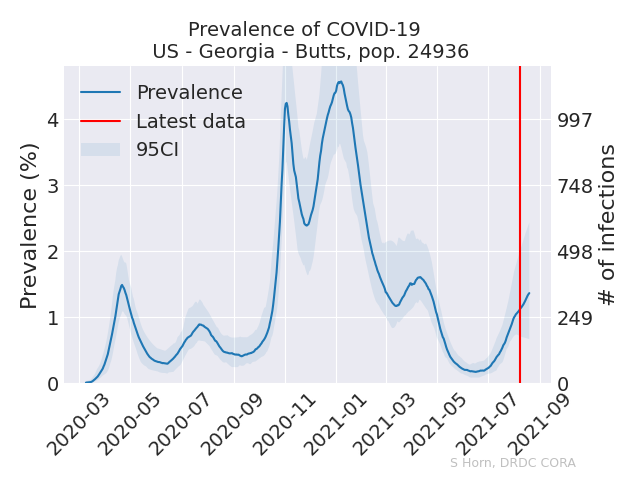 Prevalence of COVID-19
US - Georgia - Butts, pop. 24936
Prevalence
Latest data
95CI
Prevalence (%)
4
3
2
1
0
# of infections
997
748
498
249
0
2020-03
2020-05
2020-07
2020-09
2020-11
2021-01
2021-03
2021-05
2021-07
2021-09
S Horn, DRDC CORA